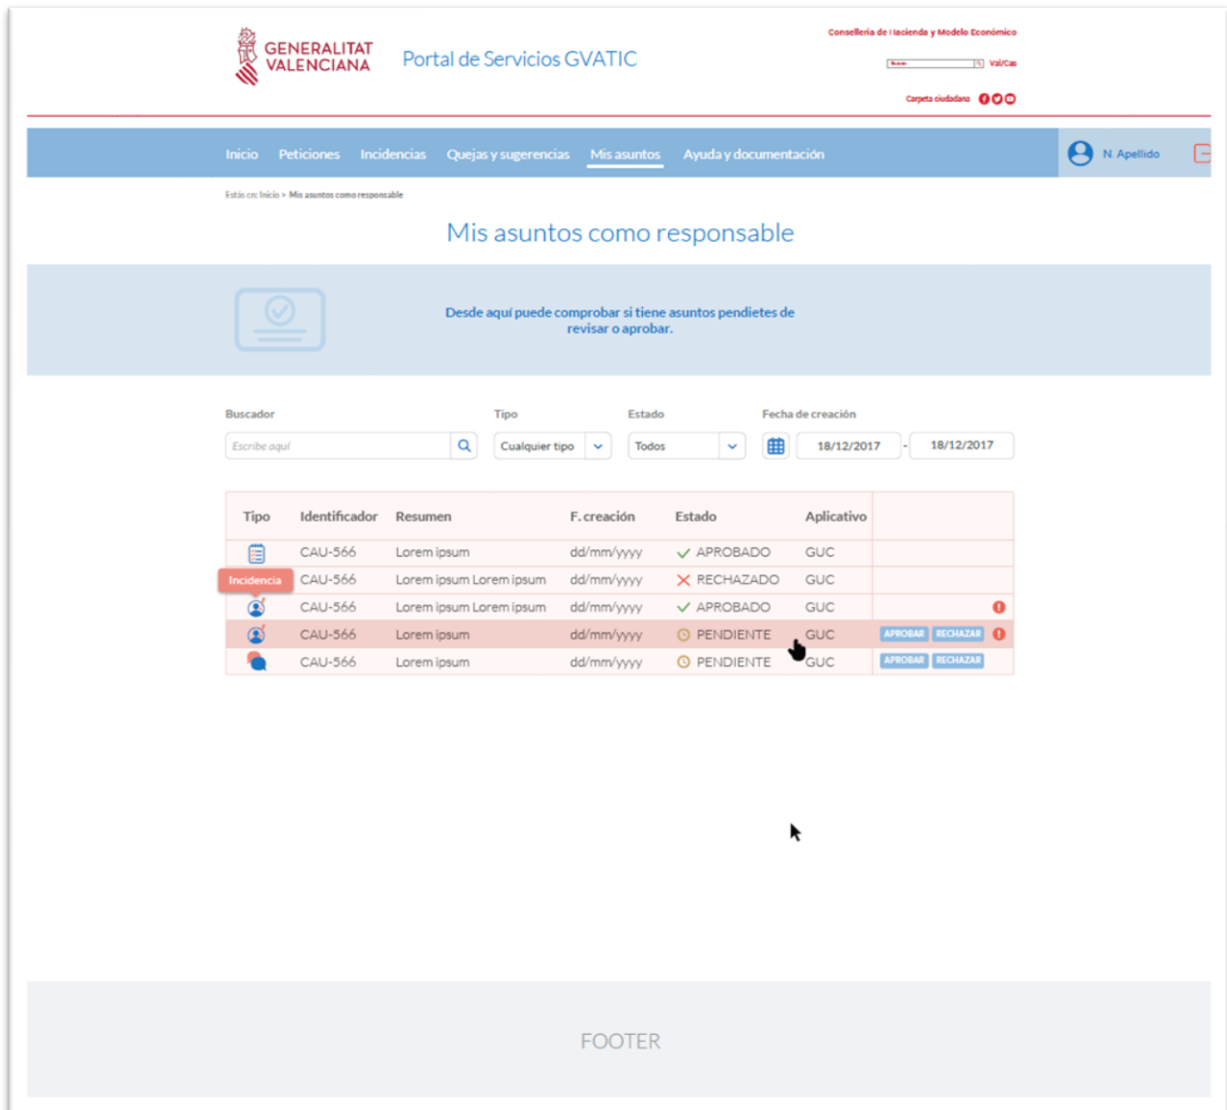 Conselleria de Hacienda y Modelo Económico
GENERALITAT
VALENCIANA
Portal de Servicios GVATIC
Buscar
Val/Cas
Carpeta ciudadana
Inicio Peticiones Incidencias Quejas y sugerencias Mis asuntos Ayuda y documentación N. Apellido
Estás en: Inicio > Mis asuntos como responsable
Mis asuntos como responsable
Desde aquí puede comprobar si tiene asuntos pendietes de
revisar o aprobar.
Buscador Tipo Estado Fecha de creación
Escribe aquí Cualquier tipo Todos 18/12/2017 - 18/12/2017
Tipo Identificador Resumen F. creación Estado Aplicativo
CAU-566 Lorem ipsum dd/mm/yyyy APROBADO GUC
Incidencia CAU-566 Lorem ipsum Lorem ipsum dd/mm/yyyy RECHAZADO GUC
CAU-566 Lorem ipsum Lorem ipsum dd/mm/yyyy APROBADO GUC
CAU-566 Lorem ipsum dd/mm/yyyy PENDIENTE GUC APROBAR RECHAZAR
CAU-566 Lorem ipsum dd/mm/yyyy PENDIENTE GUC APROBAR RECHAZAR
FOOTER